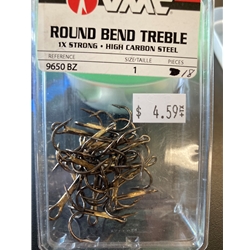 VMC
ROUND BEND TREBLE
1X STRONG • HIGH CARBON STEEL
REFERENCE SIZE/TAILLE PIECES
9650 BZ 1 18
$ 4.59